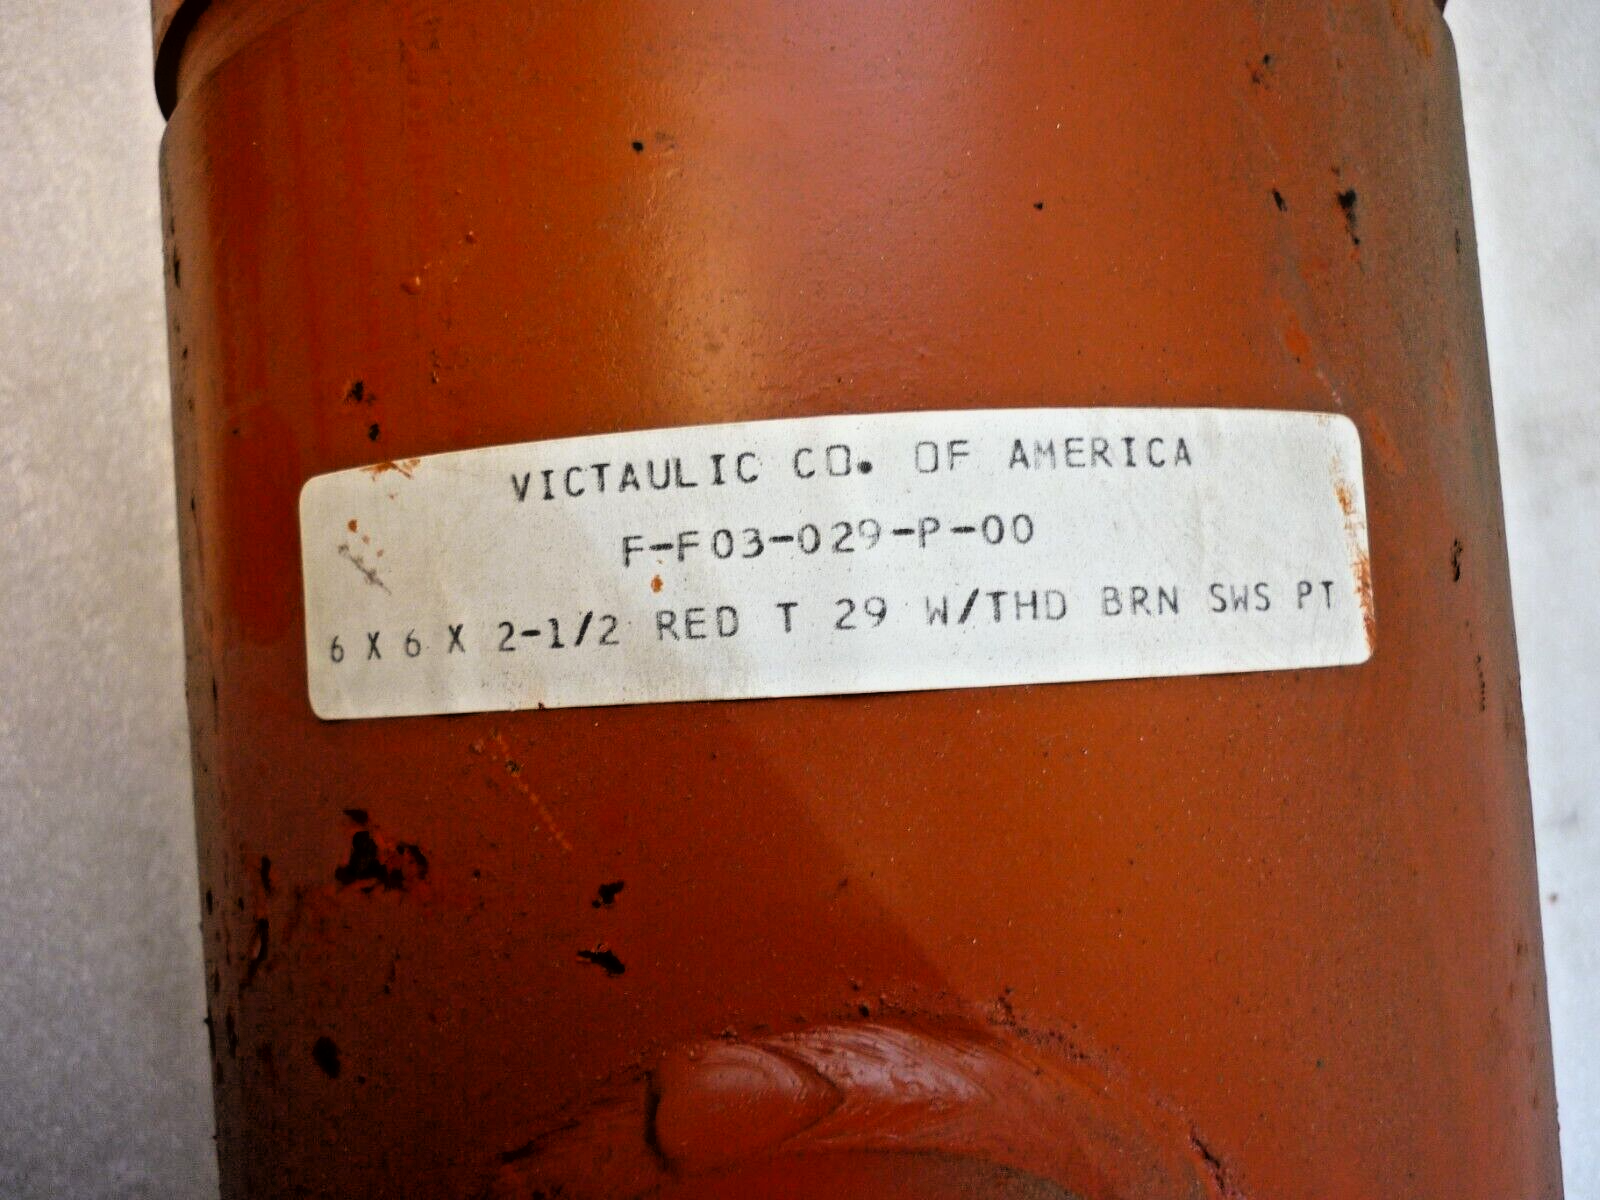 VICTAULIC CO. OF AMERICA
F-F03-029-P-00
6 X 6 X 2-1/2 RED T 29 W/THD BRN SWS PT